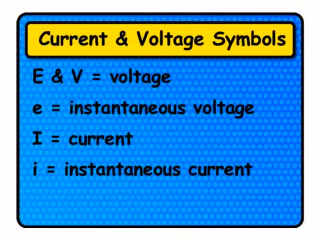 Current & Voltage Symbols
E & V = voltage
e = instantaneous voltage
I = current
i = instantaneous current